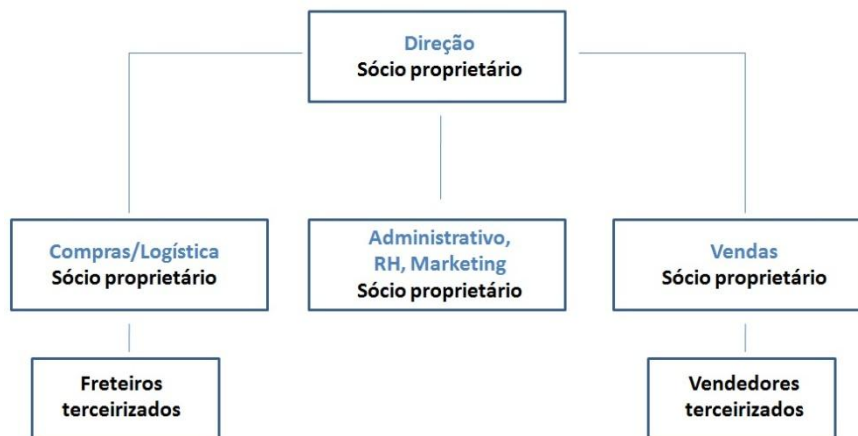 Direção
Sócio proprietário
Compras/Logística
Sócio proprietário
Administrativo,
RH, Marketing
Sócio proprietário
Vendas
Sócio proprietário
Freteiros
terceirizados
Vendedores
terceirizados